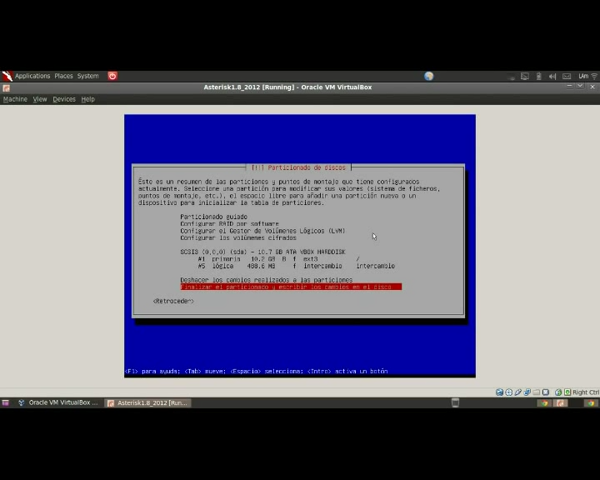 Applications Places System
Asterisk1.8_2012 [Running] - Oracle VM VirtualBox
Machine View Devices Help
[!!] Particionado de discos
Éste es un resumen de las particiones y puntos de montaje que tiene configurados
actualmente. Seleccione una partición para modificar sus valores (sistema de ficheros,
puntos de montaje, etc.), el espacio libre para añadir una partición nueva o un
dispositivo para inicializar la tabla de particiones.
Particionado guiado
Configurar RAID por software
Configurar el Gestor de Volúmenes Lógicos (LVM)
Configurar los volúmenes cifrados
SCSI3 (0,0,0) (sda) - 10.7 GB ATA VBOX HARDDISK
#1 primaria 10.2 GB B f ext3 /
#5 lógica 488.6 MB f intercambio intercambio
Deshacer los cambios realizados a las particiones
Finalizar el particionado y escribir los cambios en el disco
<Retroceder>
<F1> para ayuda; <Tab> mueve; <Espacio> selecciona; <Intro> activa un botón
Right Ctrl
Oracle VM VirtualBox ...
Asterisk1.8_2012 [Run...